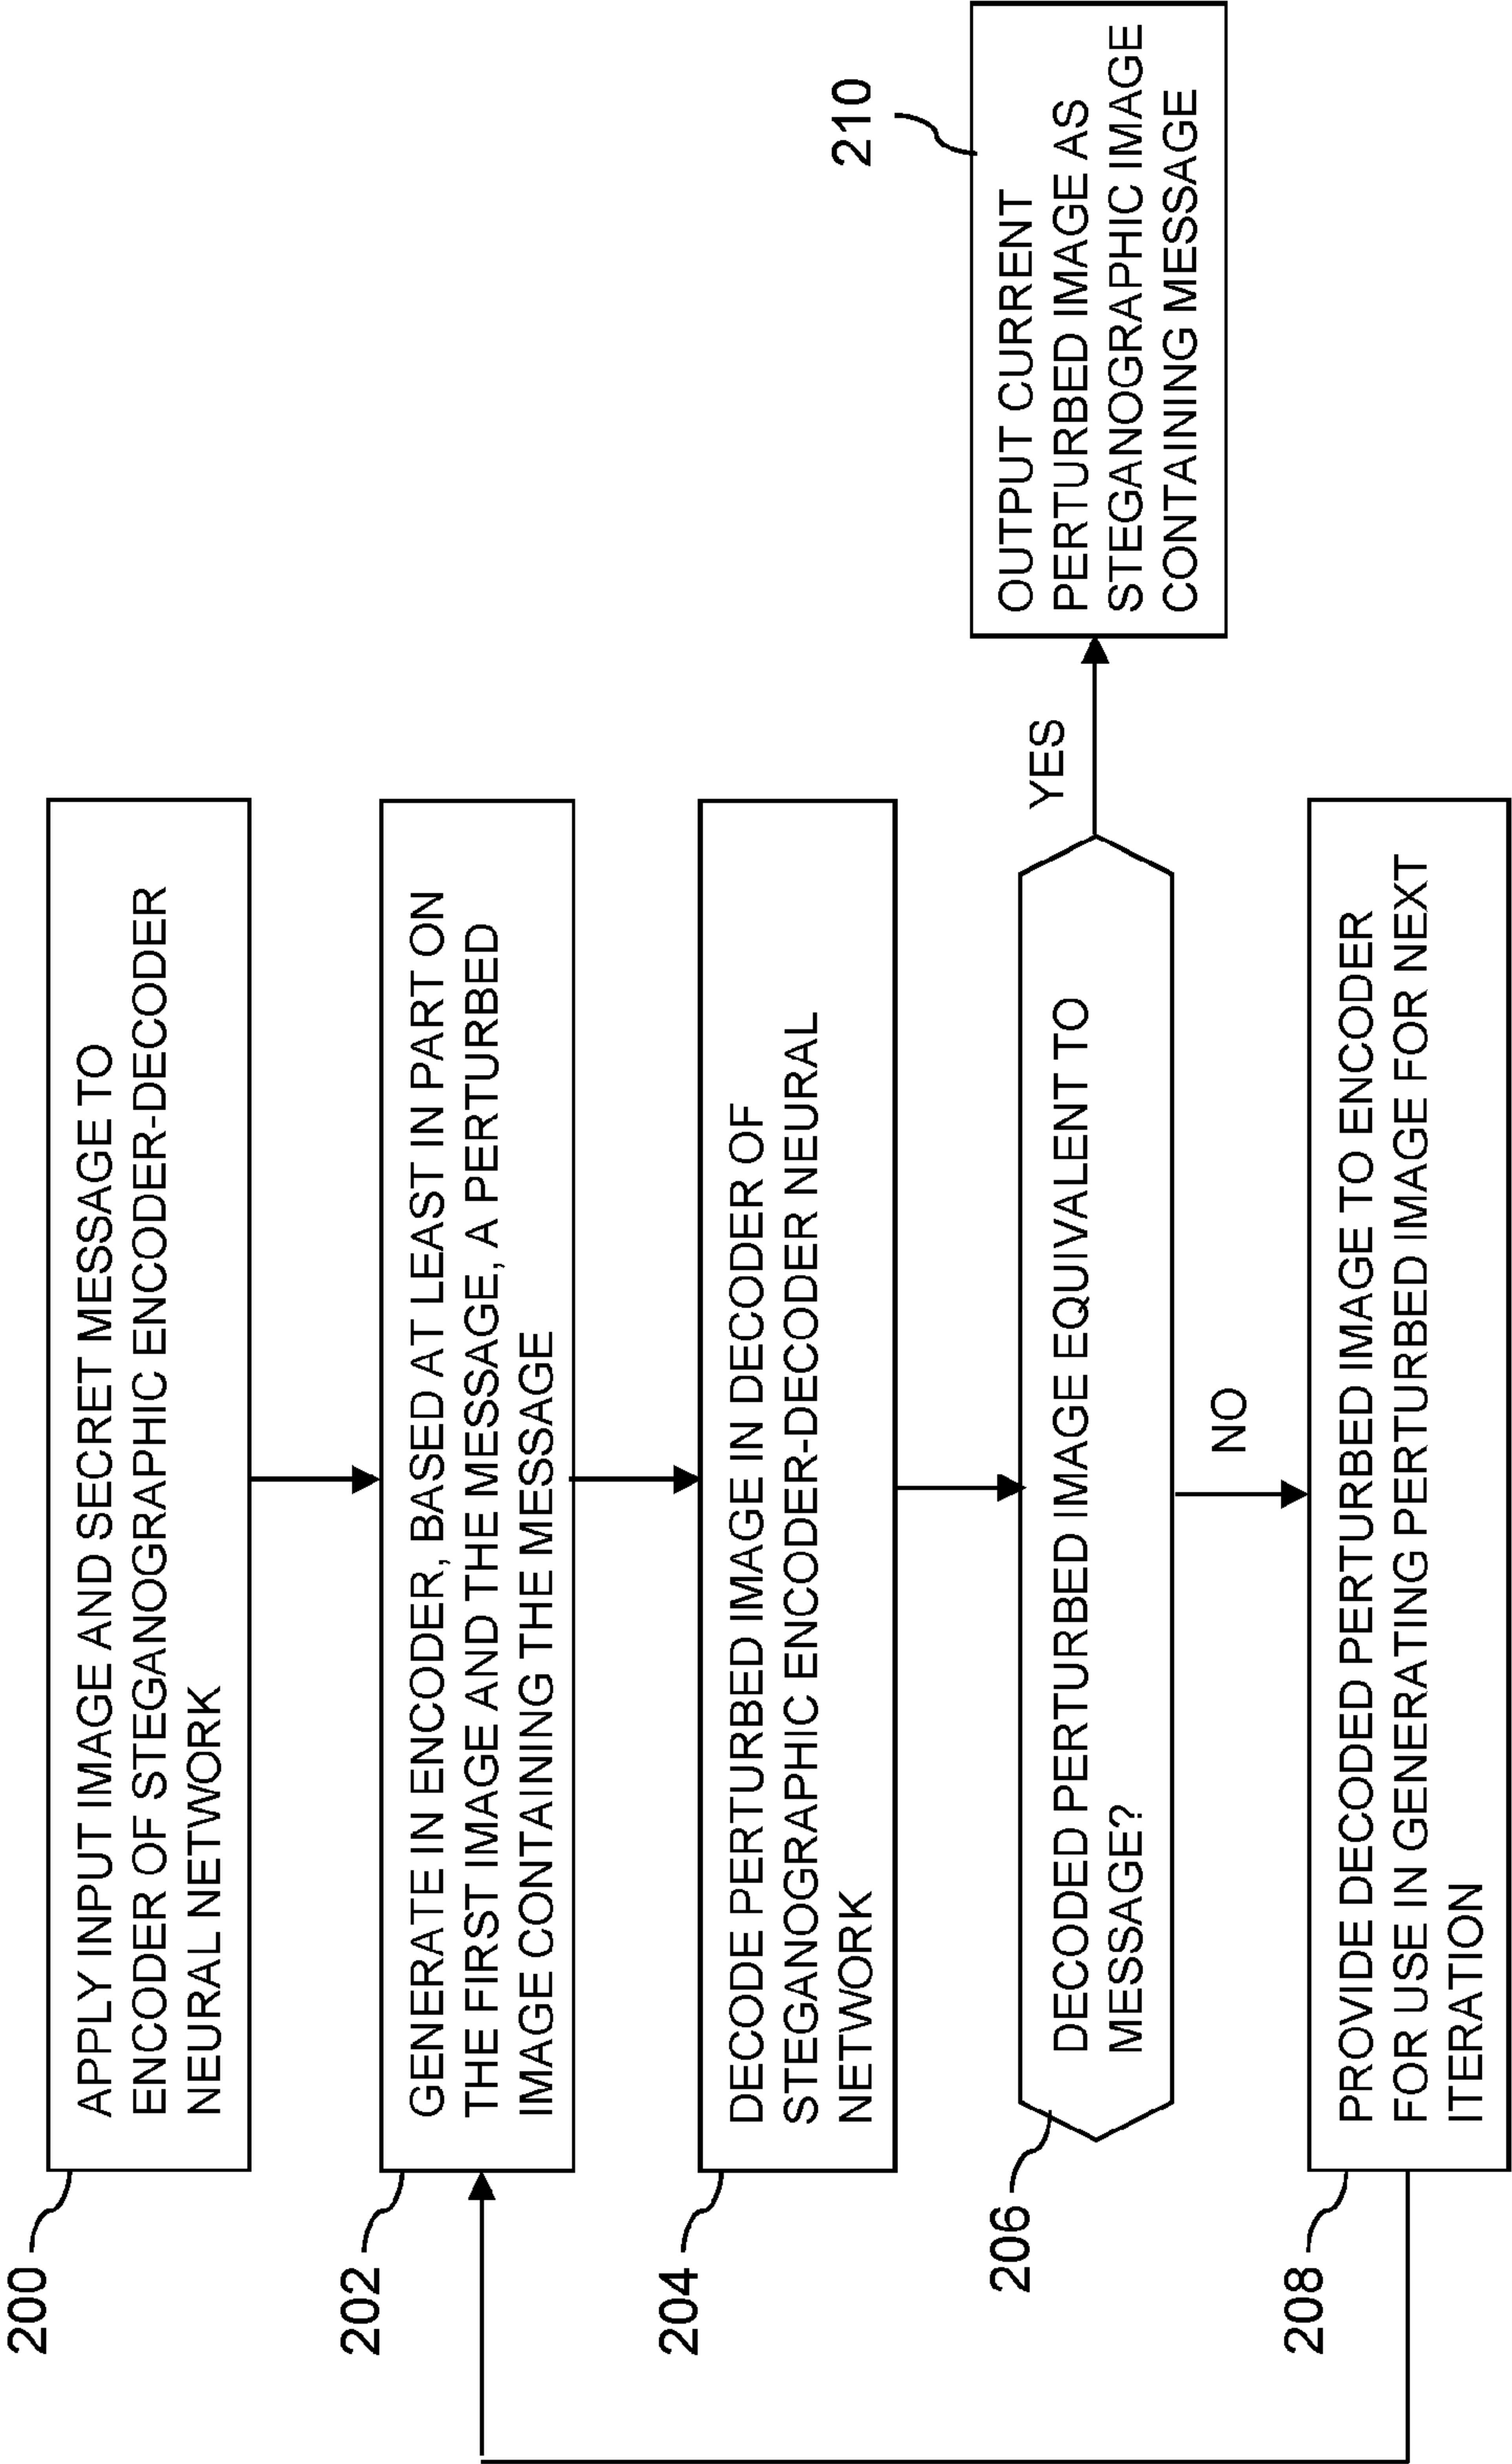 200
APPLY INPUT IMAGE AND SECRET MESSAGE TO
ENCODER OF STEGANOGRAPHIC ENCODER-DECODER
NEURAL NETWORK
202
GENERATE IN ENCODER, BASED AT LEAST IN PART ON
THE FIRST IMAGE AND THE MESSAGE, A PERTURBED
IMAGE CONTAINING THE MESSAGE
204
DECODE PERTURBED IMAGE IN DECODER OF
STEGANOGRAPHIC ENCODER-DECODER NEURAL
NETWORK
206
DECODED PERTURBED IMAGE EQUIVALENT TO
MESSAGE?
YES
210
OUTPUT CURRENT
PERTURBED IMAGE AS
STEGANOGRAPHIC IMAGE
CONTAINING MESSAGE
NO
208
PROVIDE DECODED PERTURBED IMAGE TO ENCODER
FOR USE IN GENERATING PERTURBED IMAGE FOR NEXT
ITERATION